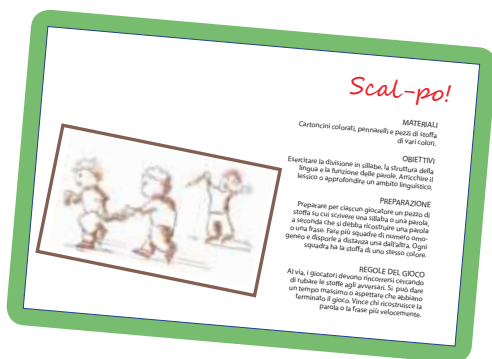 Scal-po!
MATERIALI
Cartoncini colorati, pennarelli e pezzi di stoffa
di vari colori.
OBIETTIVI
Esercitare la divisione in sillabe, la struttura della
lingua e la funzione delle parole. Arricchire il
lessico o approfondire un ambito linguistico.
PREPARAZIONE
Preparare per ciascun giocatore un pezzo di
stoffa su cui scrivere una sillaba o una parola,
a seconda che si debba ricostruire una parola
o una frase. Fare più squadre di numero omo-
geneo e disporle a distanza una dall'altra. Ogni
squadra ha la stoffa di uno stesso colore.
REGOLE DEL GIOCO
Al via, i giocatori devono rincorrersi cercando
di rubare le stoffe agli avversari. Si può dare
un tempo massimo o aspettare che abbiano
terminato il gioco. Vince chi ricostruisce la
parola o la frase più velocemente.